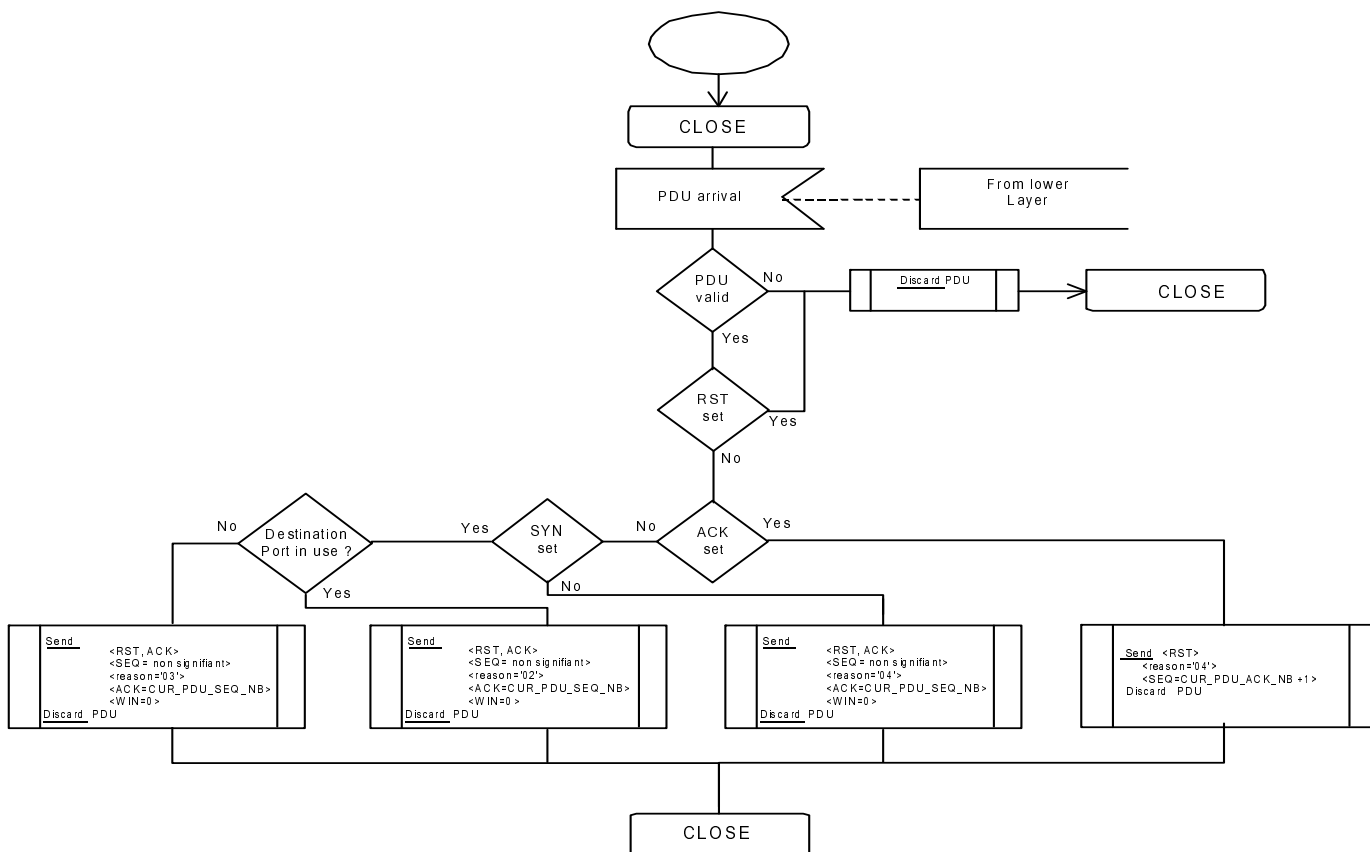 CLOSE
PDU arrival
From lower
Layer
PDU
valid
No
Discard PDU
CLOSE
Yes
RST
set
Yes
No
No
Destination
Port in use ?
Yes
SYN
set
No
ACK
set
Yes
Yes
No
Send
<RST, ACK>
<SEQ= non signifiant>
<reason='03'>
<ACK=CUR_PDU_SEQ_NB>
<WIN=0>
Discard PDU
Send
<RST, ACK>
<SEQ= non signifiant>
<reason='02'>
<ACK=CUR_PDU_SEQ_NB>
<WIN=0>
Discard PDU
Send
<RST, ACK>
<SEQ= non signifiant>
<reason='04'>
<ACK=CUR_PDU_SEQ_NB>
<WIN=0>
Discard PDU
Send <RST>
<reason='04'>
<SEQ=CUR_PDU_ACK_NB +1>
Discard PDU
CLOSE